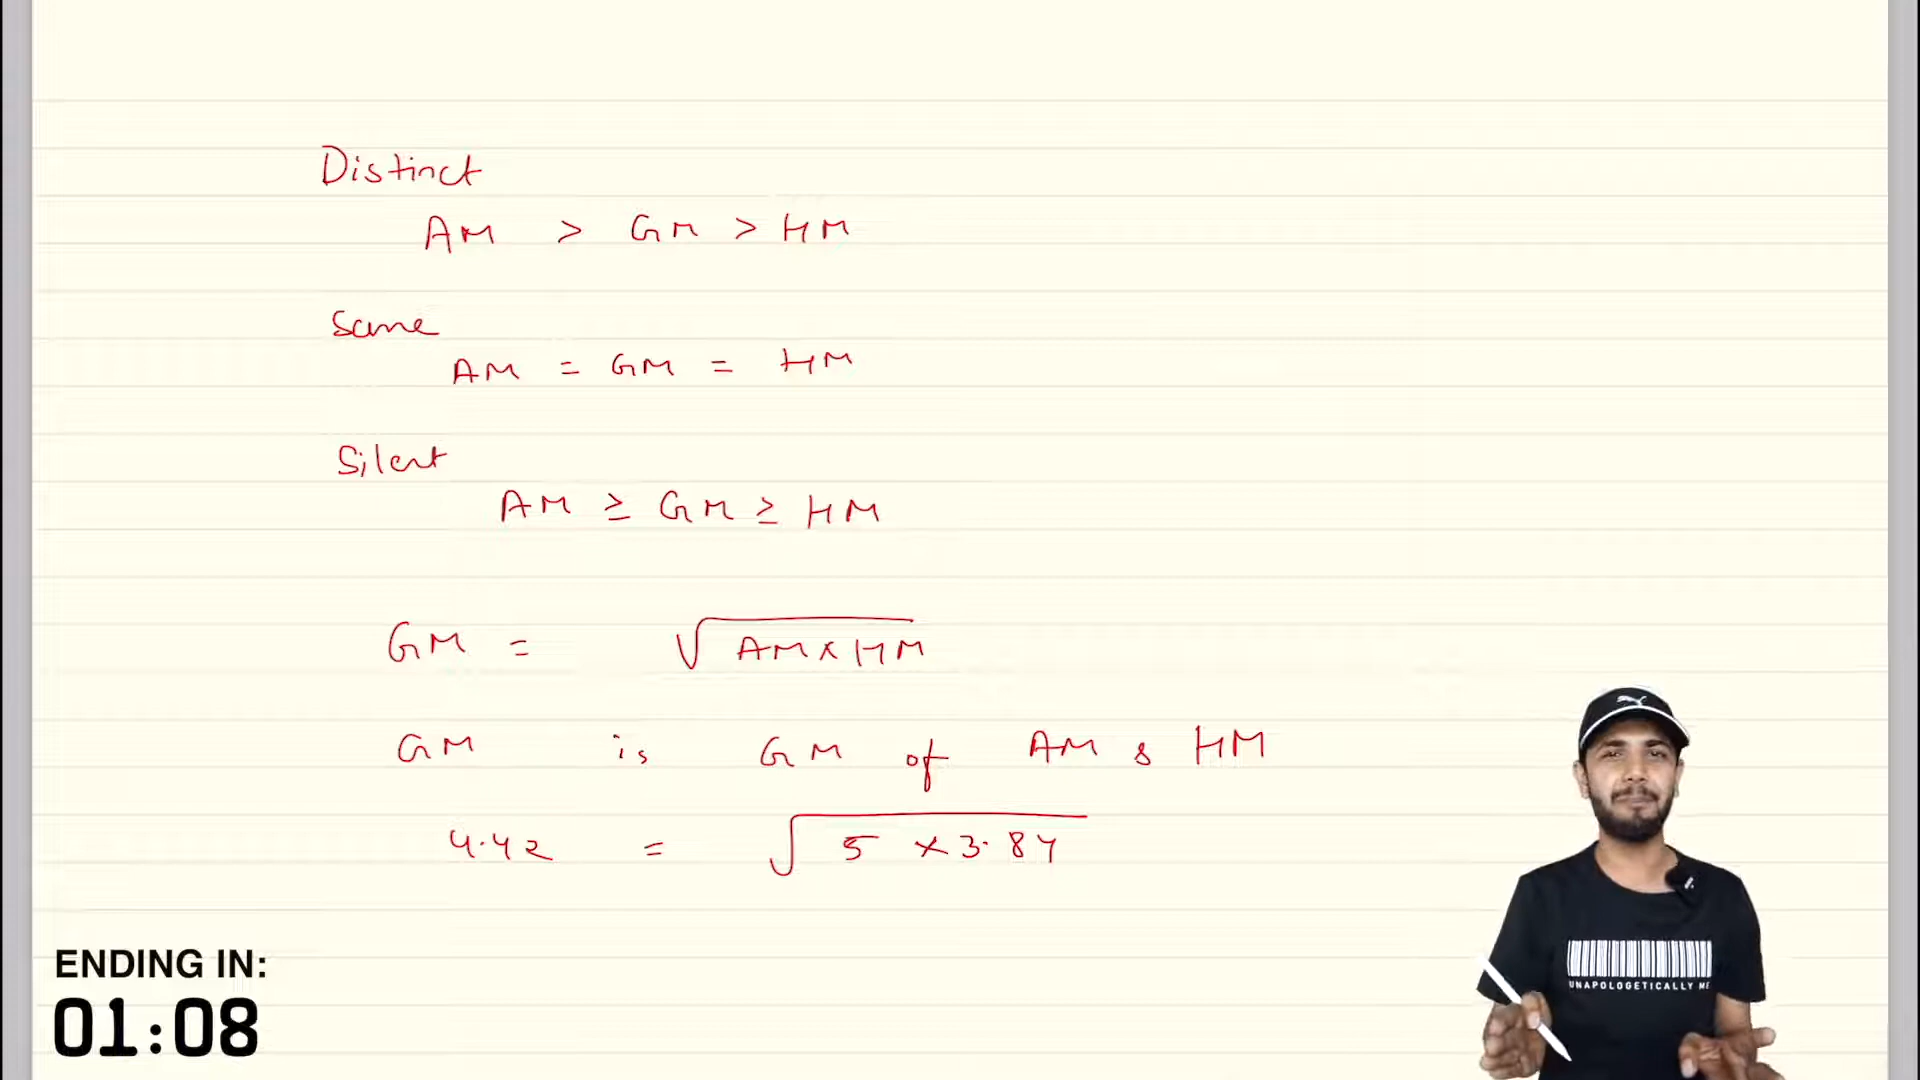 Distinct
AM > GM > HM
Same
AM = GM = HM
Silent
AM ≥ GM ≥ HM
GM = √AM×HM
GM is GM of AM & HM
4.42 = √5 × 3.84
ENDING IN:
01:08
UNAPOLOGETICALLY ME